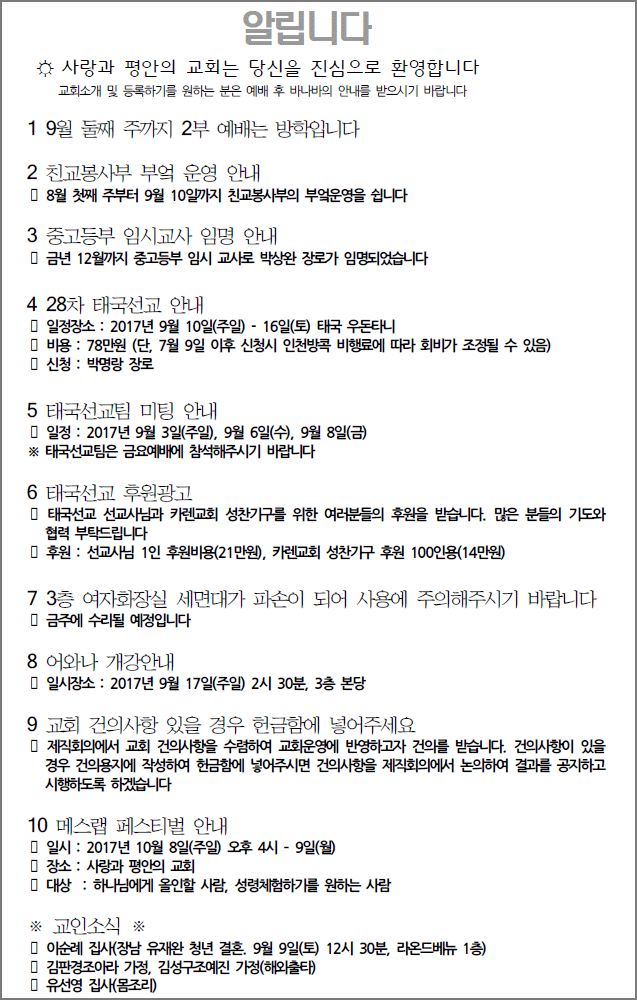 알립니다
☼ 사랑과 평안의 교회는 당신을 진심으로 환영합니다
교회소개 및 등록하기를 원하는 분은 예배 후 바나바의 안내를 받으시기 바랍니다
1 9월 둘째 주까지 2부 예배는 방학입니다
2 친교봉사부 부엌 운영 안내
▯ 8월 첫째 주부터 9월 10일까지 친교봉사부의 부엌운영을 쉽니다
3 중고등부 임시교사 임명 안내
▯ 금년 12월까지 중고등부 임시 교사로 박상완 장로가 임명되었습니다
4 28차 태국선교 안내
▯ 일정장소 : 2017년 9월 10일(주일) - 16일(토) 태국 우돈타니
▯ 비용 : 78만원 (단, 7월 9일 이후 신청시 인천방콕 비행료에 따라 회비가 조정될 수 있음)
▯ 신청 : 박명랑 장로
5 태국선교팀 미팅 안내
▯ 일정 : 2017년 9월 3일(주일), 9월 6일(수), 9월 8일(금)
※ 태국선교팀은 금요예배에 참석해주시기 바랍니다
6 태국선교 후원광고
▯ 태국선교 선교사님과 카렌교회 성찬기구를 위한 여러분들의 후원을 받습니다. 많은 분들의 기도와
협력 부탁드립니다
▯ 후원 : 선교사님 1인 후원비용(21만원), 카렌교회 성찬기구 후원 100인용(14만원)
7 3층 여자화장실 세면대가 파손이 되어 사용에 주의해주시기 바랍니다
▯ 금주에 수리될 예정입니다
8 어와나 개강안내
▯ 일시장소 : 2017년 9월 17일(주일) 2시 30분, 3층 본당
9 교회 건의사항 있을 경우 헌금함에 넣어주세요
▯ 제직회의에서 교회 건의사항을 수렴하여 교회운영에 반영하고자 건의를 받습니다. 건의사항이 있을
경우 건의용지에 작성하여 헌금함에 넣어주시면 건의사항을 제직회의에서 논의하여 결과를 공지하고
시행하도록 하겠습니다
10 메스랩 페스티벌 안내
▯ 일시 : 2017년 10월 8일(주일) 오후 4시 - 9일(월)
▯ 장소 : 사랑과 평안의 교회
▯ 대상 : 하나님에게 올인할 사람, 성령체험하기를 원하는 사람
※ 교인소식 ※
▯ 이순례 집사(장남 유재완 청년 결혼. 9월 9일(토) 12시 30분, 라온드베뉴 1층)
▯ 김판경조아라 가정, 김성구조예진 가정(해외출타)
▯ 유선영 집사(몸조리)